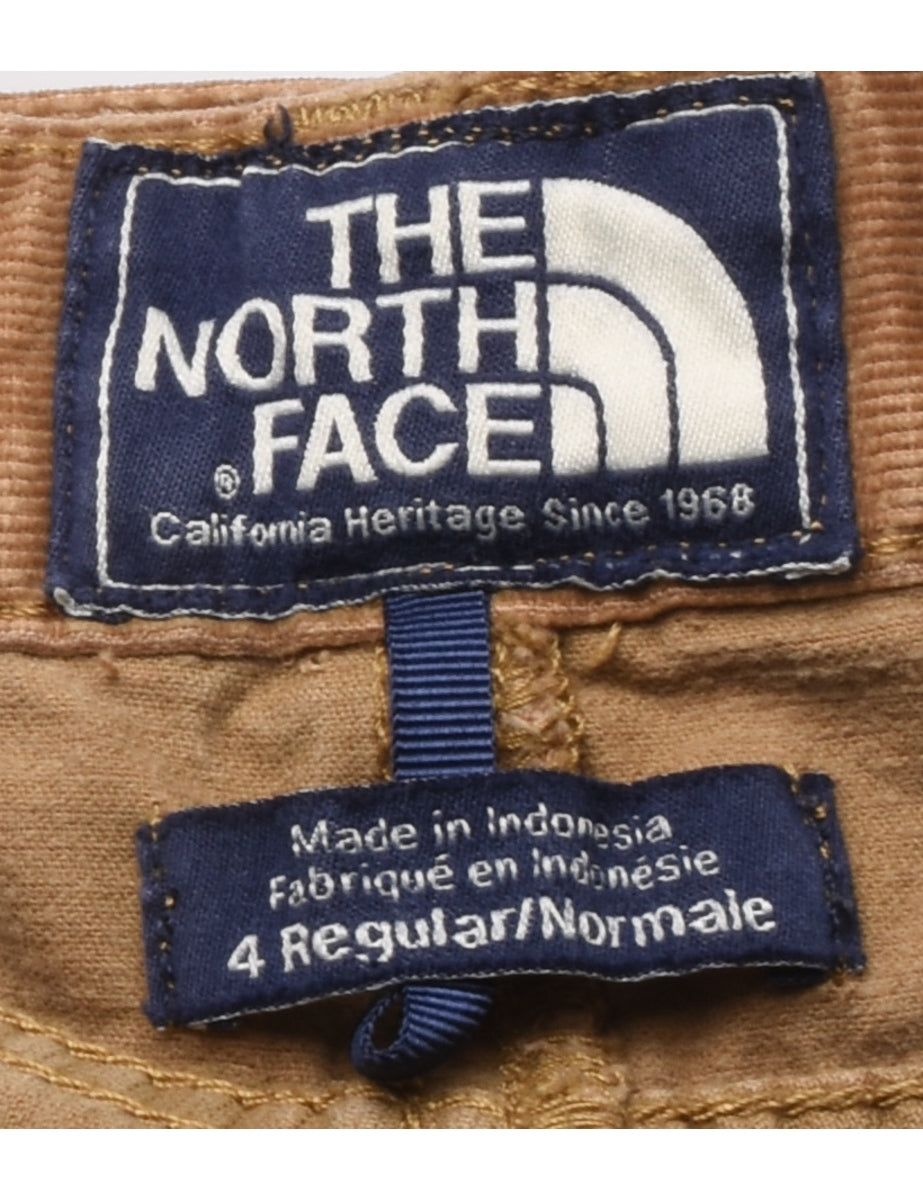 THE
NORTH
FACE
®
California Heritage Since 1968
Made in Indonesia
Fabriqué en Indonésie
4 Regular/Normale